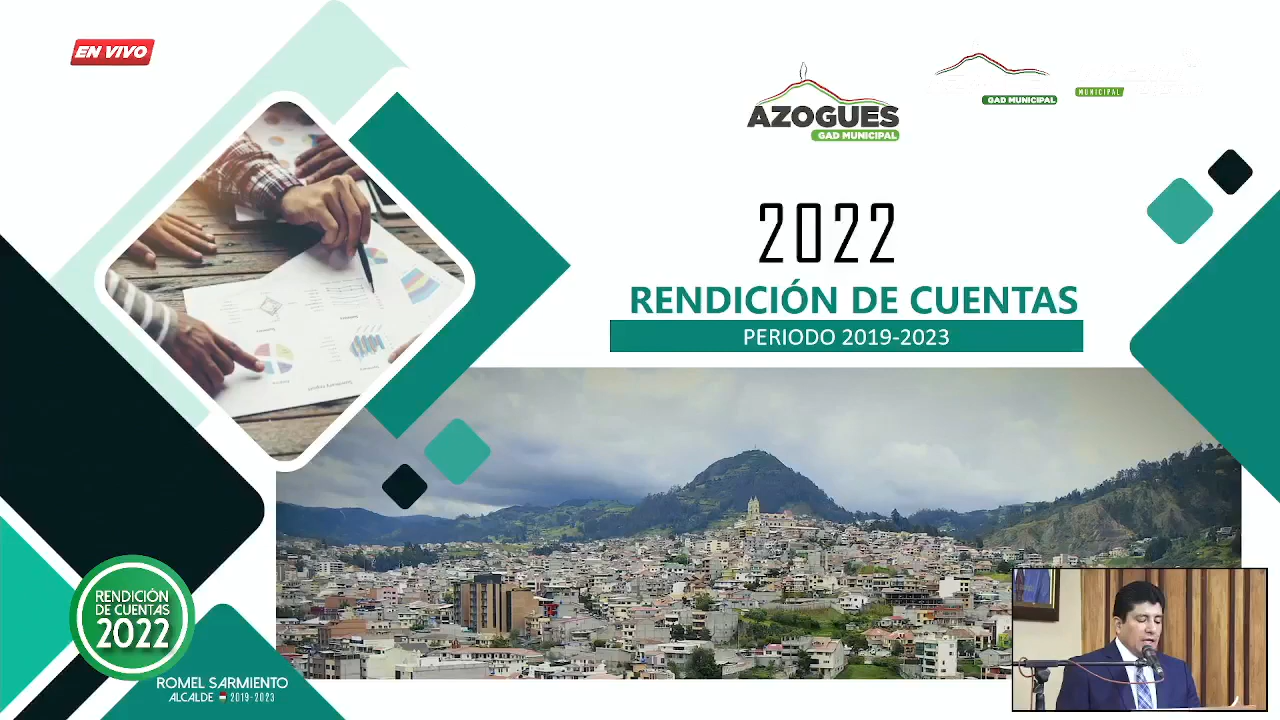 EN VIVO
AZOGUES
GAD MUNICIPAL
GAD MUNICIPAL
MUNICIPAL
2022
RENDICIÓN DE CUENTAS
PERIODO 2019-2023
RENDICIÓN
DE CUENTAS
2022
ROMEL SARMIENTO
ALCALDE 2019-2023